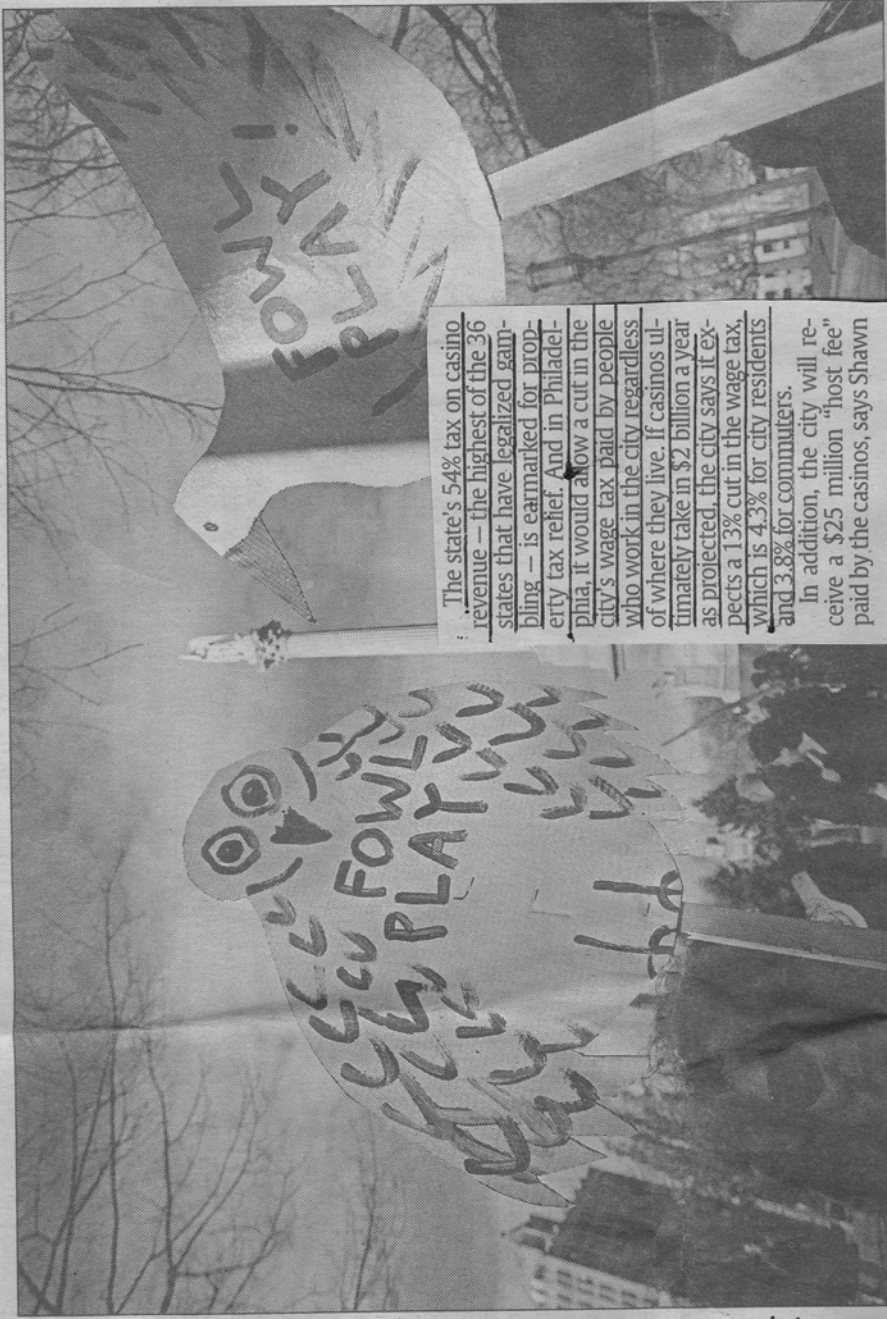 FOWL
PLAY
FOWL
PLAY!
The state's 54% tax on casino
revenue — the highest of the 36
states that have legalized gam-
bling — is earmarked for prop-
erty tax relief. And in Philadel-
phia, it would allow a cut in the
city's wage tax paid by people
who work in the city regardless
of where they live. If casinos ul-
timately take in $2 billion a year
as projected, the city says it ex-
pects a 13% cut in the wage tax,
which is 4.3% for city residents
and 3.8% for commuters.
In addition, the city will re-
ceive a $25 million "host fee"
paid by the casinos, says Shawn